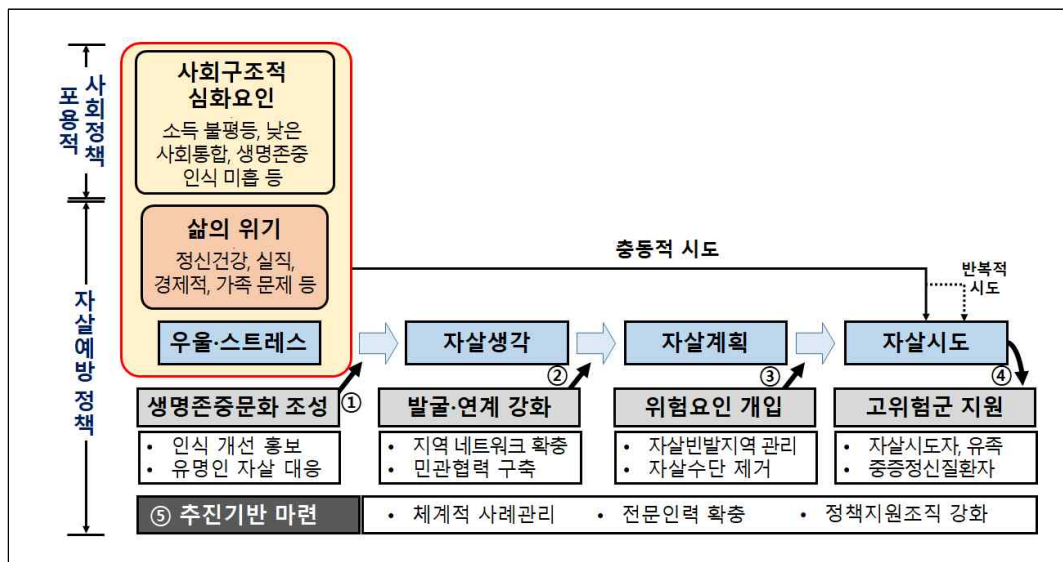 포용적
사회정책
사회구조적
심화요인
소득 불평등, 낮은
사회통합, 생명존중
인식 미흡 등
자살예방 정책
삶의 위기
정신건강, 실직,
경제적, 가족 문제 등
충동적 시도
반복적
시도
우울·스트레스
자살생각
자살계획
자살시도
①
②
③
④
생명존중문화 조성
• 인식 개선 홍보
• 유명인 자살 대응
발굴·연계 강화
• 지역 네트워크 확충
• 민관협력 구축
위험요인 개입
• 자살빈발지역 관리
• 자살수단 제거
고위험군 지원
• 자살시도자, 유족
• 중증정신질환자
⑤ 추진기반 마련
• 체계적 사례관리 • 전문인력 확충 • 정책지원조직 강화